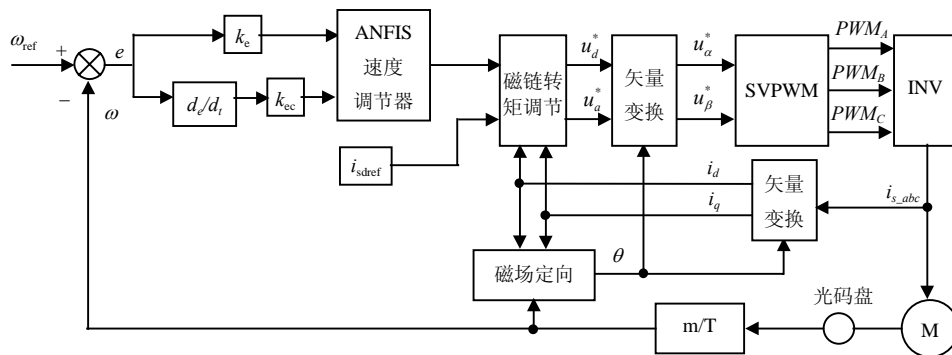 ω_ref
+
−
e
ω
k_e
d_e/d_t
k_ec
ANFIS
速度
调节器
i_sdref
磁链转
矩调节
u_d^*
u_a^*
矢量
变换
u_α^*
u_β^*
SVPWM
PWM_A
PWM_B
PWM_C
INV
i_d
i_q
矢量
变换
i_s_abc
磁场定向
θ
光码盘
m/T
M